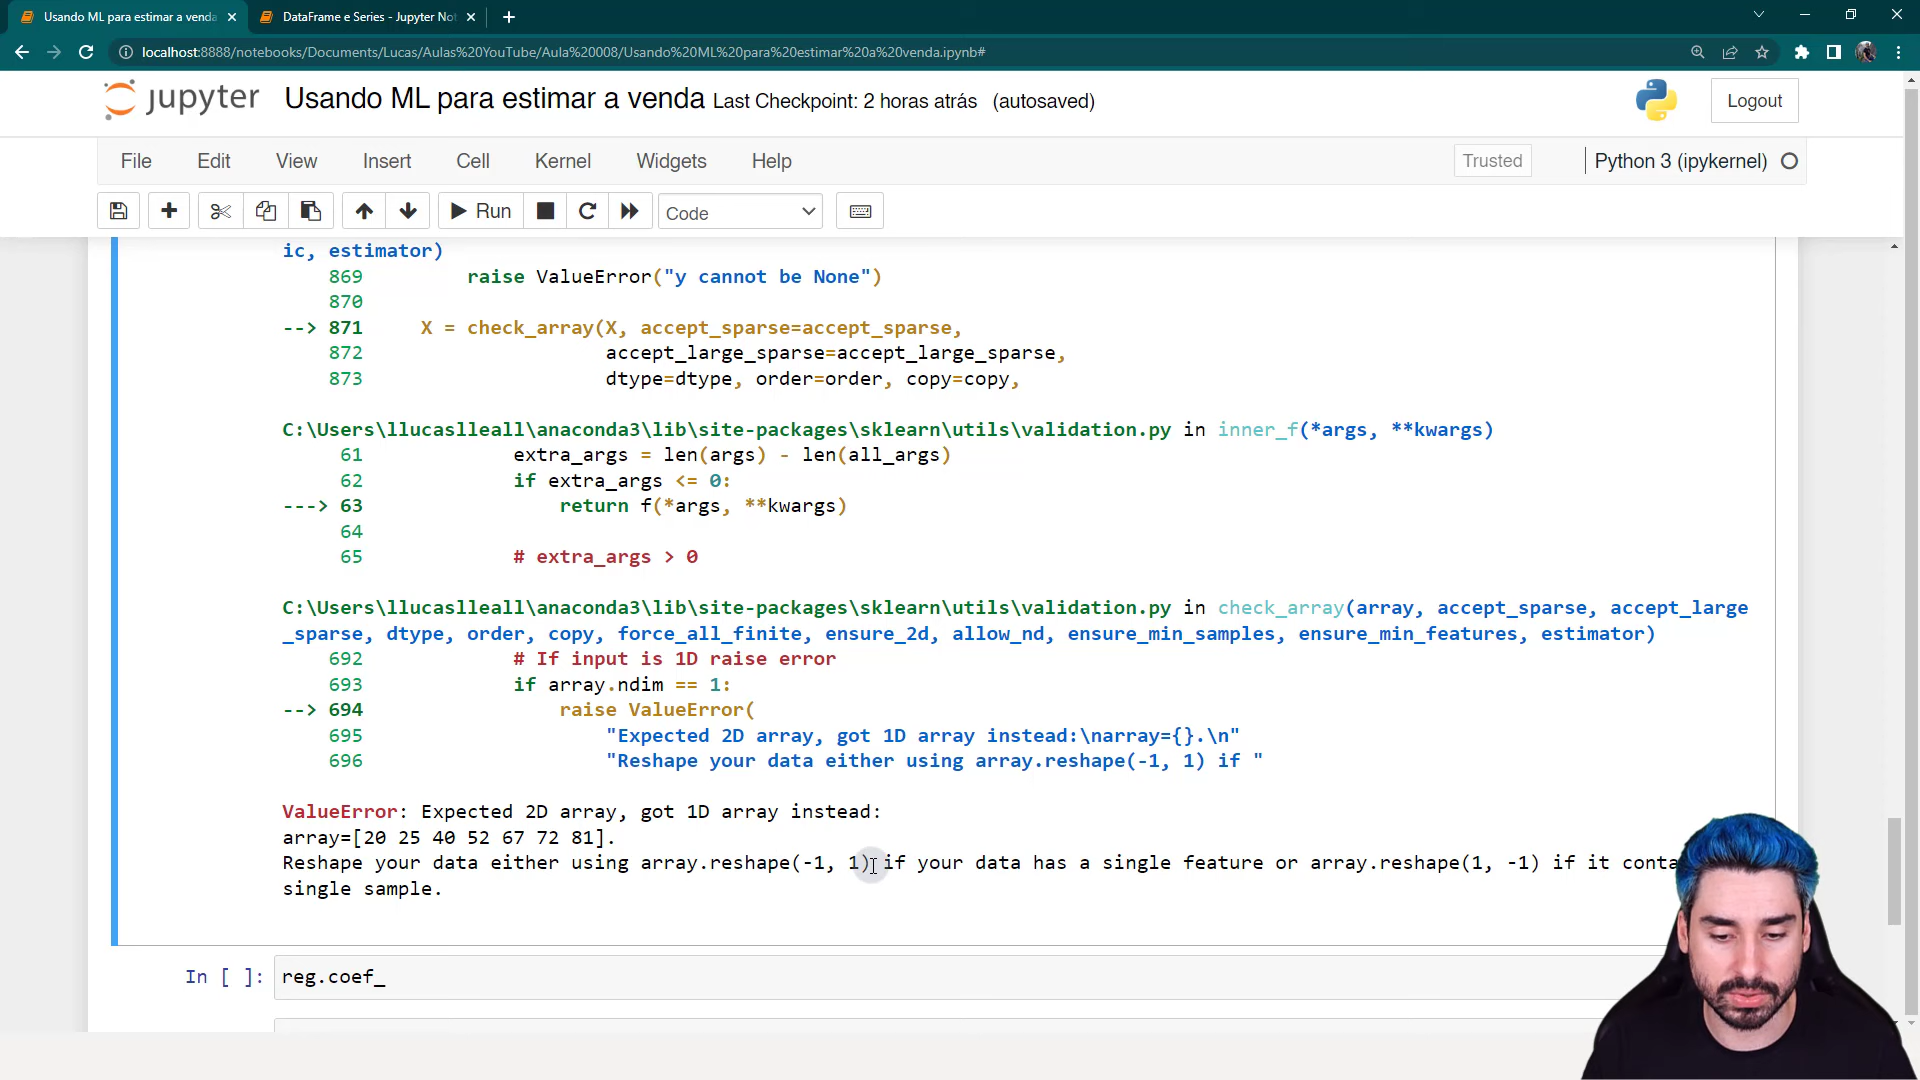 Usando ML para estimar a venda
DataFrame e Series - Jupyter Not
localhost:8888/notebooks/Documents/Lucas/Aulas%20YouTube/Aula%20008/Usando%20ML%20para%20estimar%20a%20venda.ipynb#
jupyter Usando ML para estimar a venda Last Checkpoint: 2 horas atrás (autosaved)
Logout
File Edit View Insert Cell Kernel Widgets Help
Trusted Python 3 (ipykernel)
Run Code
ic, estimator)
869 raise ValueError("y cannot be None")
870
--> 871 X = check_array(X, accept_sparse=accept_sparse,
872 accept_large_sparse=accept_large_sparse,
873 dtype=dtype, order=order, copy=copy,
C:\Users\llucaslleall\anaconda3\lib\site-packages\sklearn\utils\validation.py in inner_f(*args, **kwargs)
61 extra_args = len(args) - len(all_args)
62 if extra_args <= 0:
---> 63 return f(*args, **kwargs)
64
65 # extra_args > 0
C:\Users\llucaslleall\anaconda3\lib\site-packages\sklearn\utils\validation.py in check_array(array, accept_sparse, accept_large
_sparse, dtype, order, copy, force_all_finite, ensure_2d, allow_nd, ensure_min_samples, ensure_min_features, estimator)
692 # If input is 1D raise error
693 if array.ndim == 1:
--> 694 raise ValueError(
695 "Expected 2D array, got 1D array instead:\narray={}.\n"
696 "Reshape your data either using array.reshape(-1, 1) if "
ValueError: Expected 2D array, got 1D array instead:
array=[20 25 40 52 67 72 81].
Reshape your data either using array.reshape(-1, 1) if your data has a single feature or array.reshape(1, -1) if it conta
single sample.
In [ ]: reg.coef_